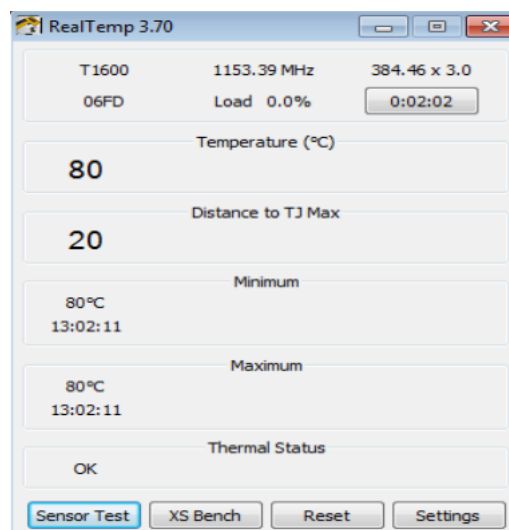 RealTemp 3.70
T1600 1153.39 MHz 384.46 x 3.0
06FD Load 0.0% 0:02:02
Temperature (°C)
80
Distance to TJ Max
20
Minimum
80°C
13:02:11
Maximum
80°C
13:02:11
Thermal Status
OK
Sensor Test XS Bench Reset Settings